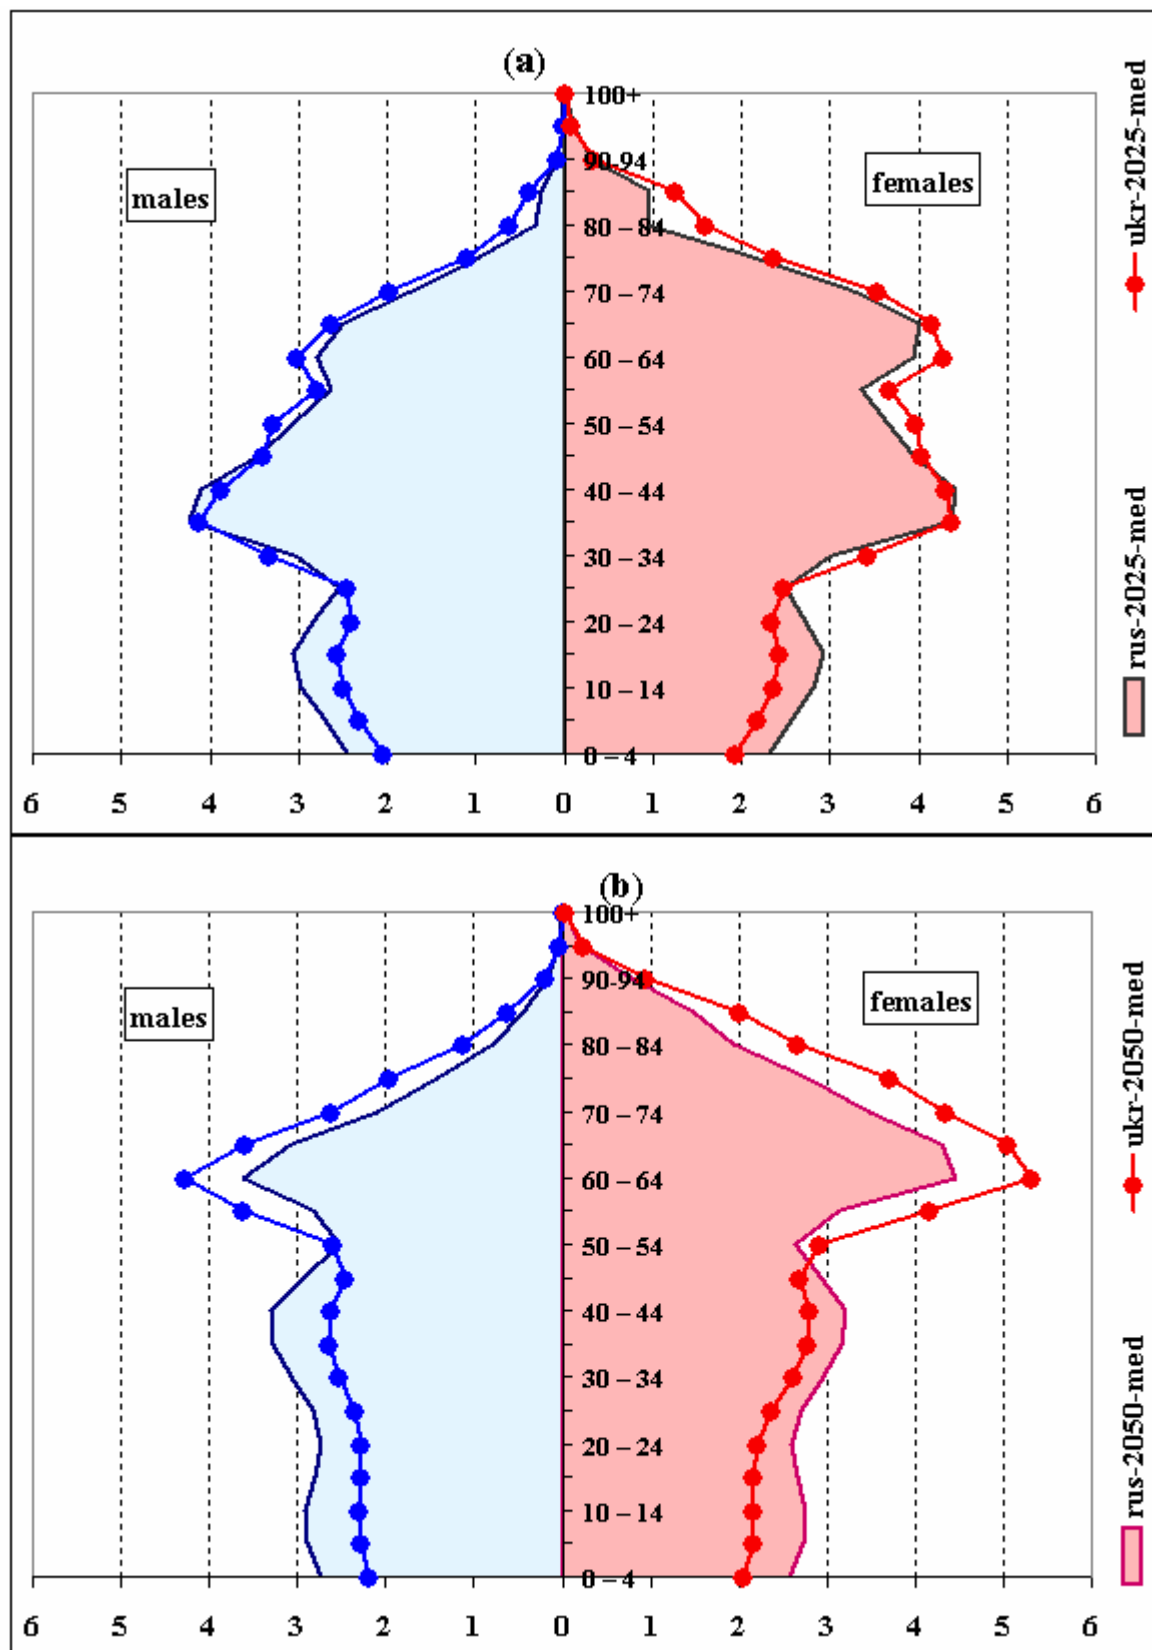 (a)
males
females
100+
90-94
80 – 84
70 – 74
60 – 64
50 – 54
40 – 44
30 – 34
20 – 24
10 – 14
0 – 4
6 5 4 3 2 1 0 1 2 3 4 5 6
ukr-2025-med
rus-2025-med
(b)
males
females
100+
90-94
80 – 84
70 – 74
60 – 64
50 – 54
40 – 44
30 – 34
20 – 24
10 – 14
0 – 4
6 5 4 3 2 1 0 1 2 3 4 5 6
ukr-2050-med
rus-2050-med